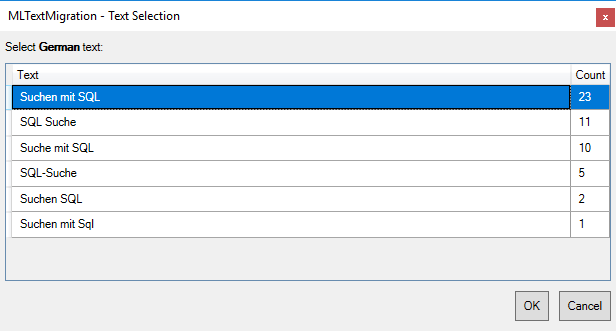 MLTextMigration - Text Selection
x
Select German text:
Text Count
Suchen mit SQL 23
SQL Suche 11
Suche mit SQL 10
SQL-Suche 5
Suchen SQL 2
Suchen mit Sql 1
OK Cancel